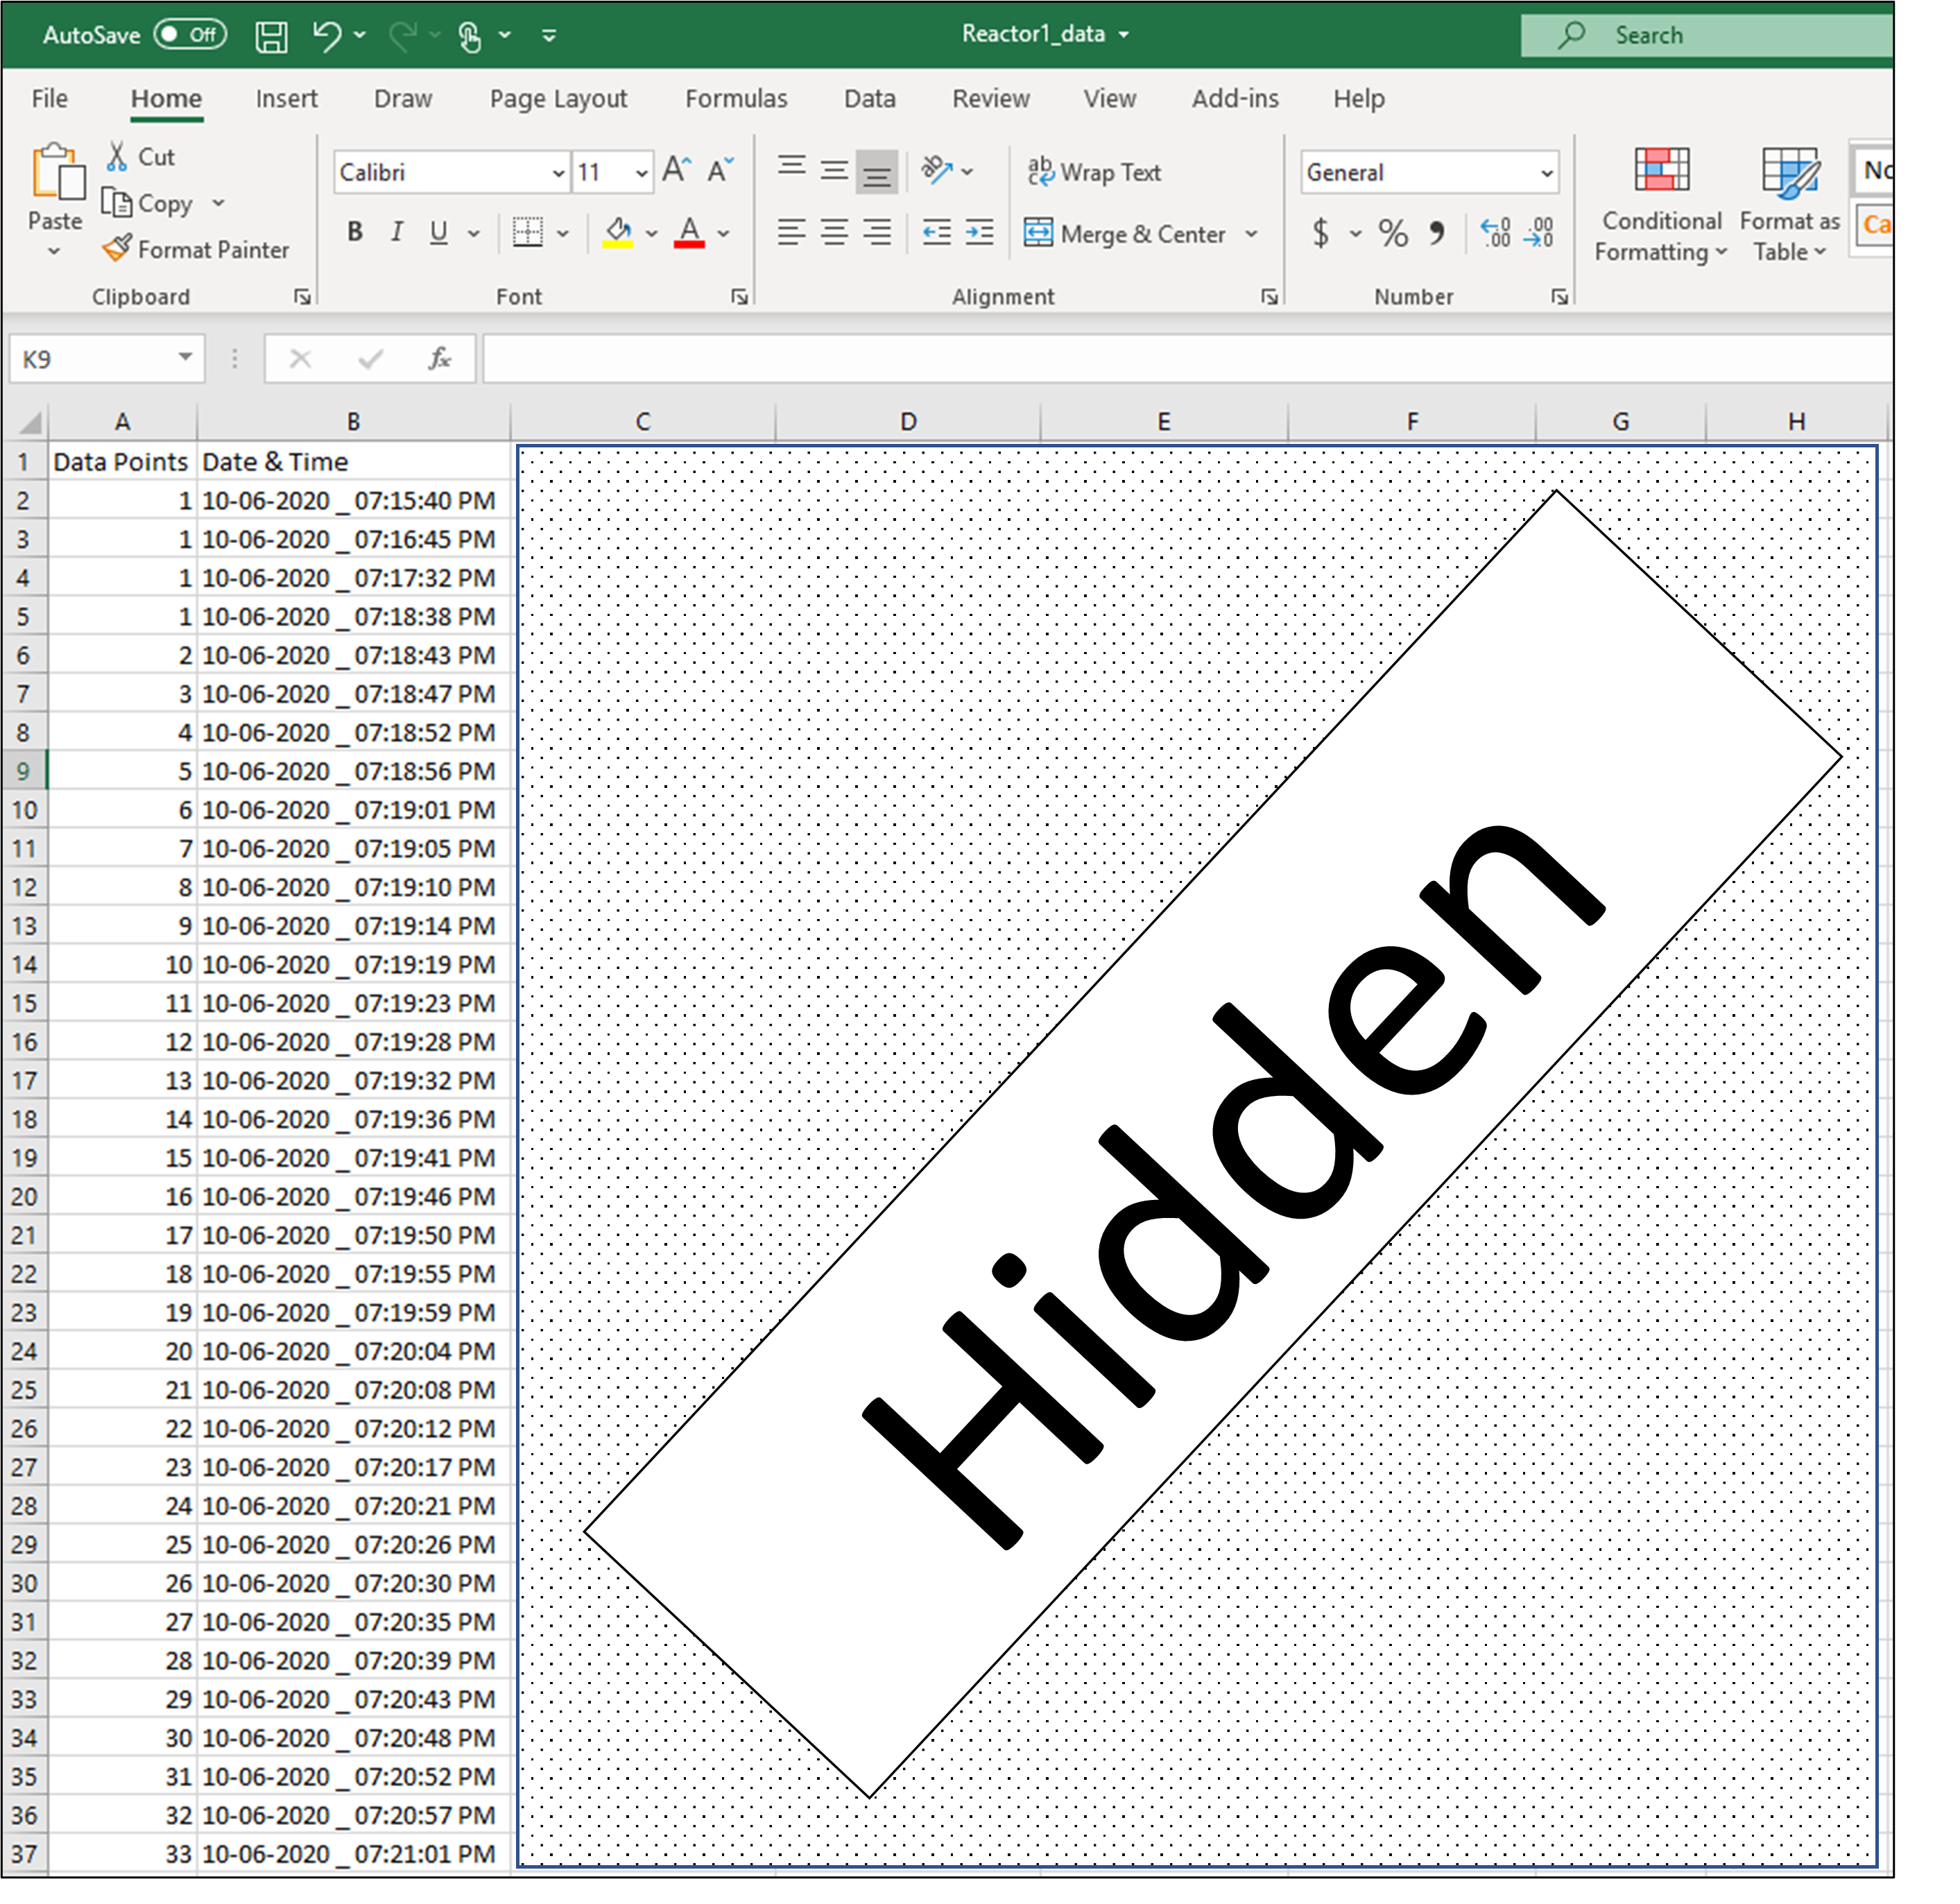 AutoSave Off Reactor1_data Search
File Home Insert Draw Page Layout Formulas Data Review View Add-ins Help
Paste Cut Copy Format Painter
Clipboard
Calibri 11 A A
B I U A
Font
ab Wrap Text
Merge & Center
Alignment
General
$ % , .00 .00
Number
Conditional Formatting
Format as Table
K9 fx
A B C D E F G H
1 Data Points Date & Time
2 1 10-06-2020 _ 07:15:40 PM
3 1 10-06-2020 _ 07:16:45 PM
4 1 10-06-2020 _ 07:17:32 PM
5 1 10-06-2020 _ 07:18:38 PM
6 2 10-06-2020 _ 07:18:43 PM
7 3 10-06-2020 _ 07:18:47 PM
8 4 10-06-2020 _ 07:18:52 PM
9 5 10-06-2020 _ 07:18:56 PM
10 6 10-06-2020 _ 07:19:01 PM
11 7 10-06-2020 _ 07:19:05 PM
12 8 10-06-2020 _ 07:19:10 PM
13 9 10-06-2020 _ 07:19:14 PM
14 10 10-06-2020 _ 07:19:19 PM
15 11 10-06-2020 _ 07:19:23 PM
16 12 10-06-2020 _ 07:19:28 PM
17 13 10-06-2020 _ 07:19:32 PM
18 14 10-06-2020 _ 07:19:36 PM
19 15 10-06-2020 _ 07:19:41 PM
20 16 10-06-2020 _ 07:19:46 PM
21 17 10-06-2020 _ 07:19:50 PM
22 18 10-06-2020 _ 07:19:55 PM
23 19 10-06-2020 _ 07:19:59 PM
24 20 10-06-2020 _ 07:20:04 PM
25 21 10-06-2020 _ 07:20:08 PM
26 22 10-06-2020 _ 07:20:12 PM
27 23 10-06-2020 _ 07:20:17 PM
28 24 10-06-2020 _ 07:20:21 PM
29 25 10-06-2020 _ 07:20:26 PM
30 26 10-06-2020 _ 07:20:30 PM
31 27 10-06-2020 _ 07:20:35 PM
32 28 10-06-2020 _ 07:20:39 PM
33 29 10-06-2020 _ 07:20:43 PM
34 30 10-06-2020 _ 07:20:48 PM
35 31 10-06-2020 _ 07:20:52 PM
36 32 10-06-2020 _ 07:20:57 PM
37 33 10-06-2020 _ 07:21:01 PM
Hidden